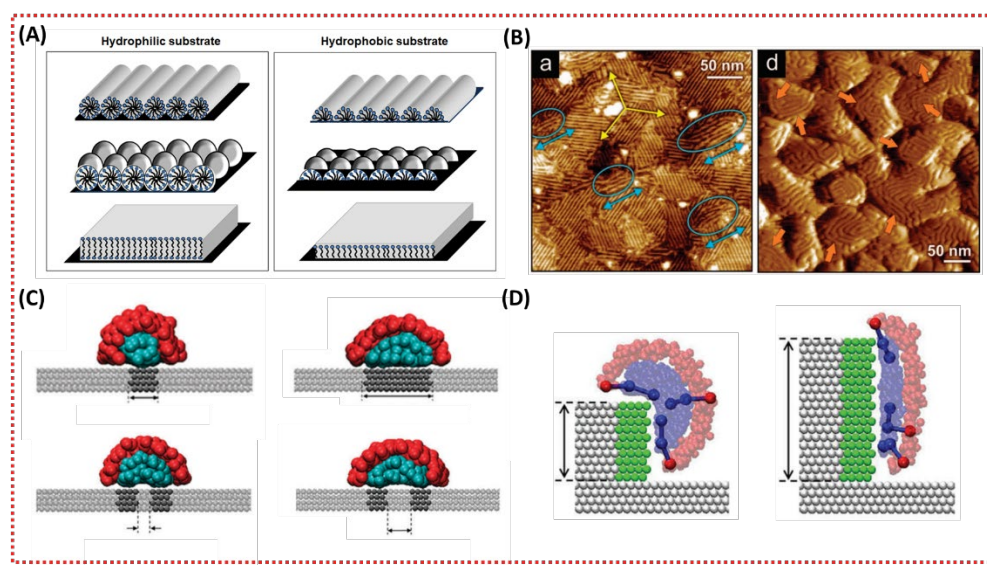 (A)
Hydrophilic substrate
Hydrophobic substrate
(B)
a
50 nm
d
50 nm
(C)
(D)